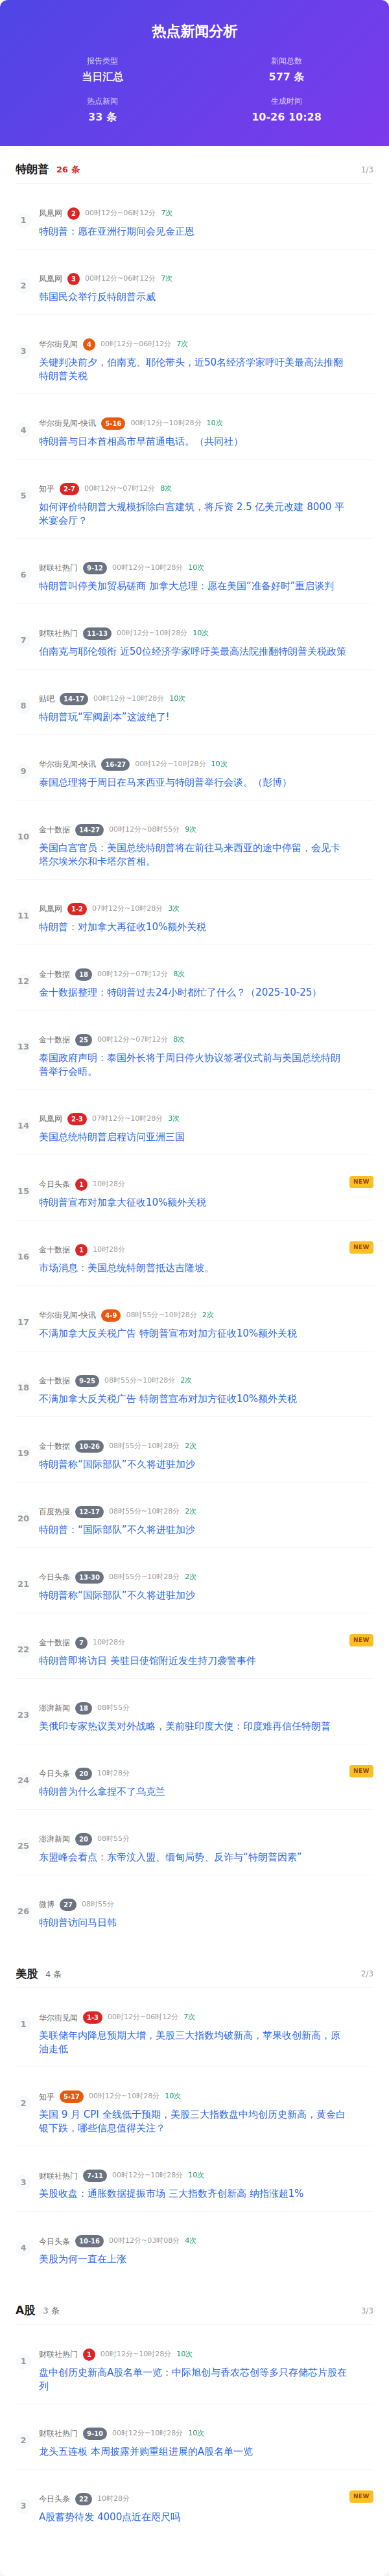 热点新闻分析
报告类型
当日汇总
新闻总数
577 条
热点新闻
33 条
生成时间
10-26 10:28
特朗普 26 条 1/3
1
凤凰网 2 00时12分~06时12分 7次
特朗普：愿在亚洲行期间会见金正恩
2
凤凰网 3 00时12分~06时12分 7次
韩国民众举行反特朗普示威
3
华尔街见闻 4 00时12分~06时12分 7次
关键判决前夕，伯南克、耶伦带头，近50名经济学家呼吁美最高法推翻
特朗普关税
4
华尔街见闻-快讯 5-16 00时12分~10时28分 10次
特朗普与日本首相高市早苗通电话。（共同社）
5
知乎 2-7 00时12分~07时12分 8次
如何评价特朗普大规模拆除白宫建筑，将斥资 2.5 亿美元改建 8000 平
米宴会厅？
6
财联社热门 9-12 00时12分~10时28分 10次
特朗普叫停美加贸易磋商 加拿大总理：愿在美国“准备好时”重启谈判
7
财联社热门 11-13 00时12分~10时28分 10次
伯南克与耶伦领衔 近50位经济学家呼吁美最高法院推翻特朗普关税政策
8
贴吧 14-17 00时12分~10时28分 10次
特朗普玩“军阀剧本”这波绝了!
9
华尔街见闻-快讯 16-27 00时12分~10时28分 10次
泰国总理将于周日在马来西亚与特朗普举行会谈。（彭博）
10
金十数据 14-27 00时12分~08时55分 9次
美国白宫官员：美国总统特朗普将在前往马来西亚的途中停留，会见卡
塔尔埃米尔和卡塔尔首相。
11
凤凰网 1-2 07时12分~10时28分 3次
特朗普：对加拿大再征收10%额外关税
12
金十数据 18 00时12分~07时12分 8次
金十数据整理：特朗普过去24小时都忙了什么？（2025-10-25）
13
金十数据 25 00时12分~07时12分 8次
泰国政府声明：泰国外长将于周日停火协议签署仪式前与美国总统特朗
普举行会晤。
14
凤凰网 2-3 07时12分~10时28分 3次
美国总统特朗普启程访问亚洲三国
15
今日头条 1 10时28分 NEW
特朗普宣布对加拿大征收10%额外关税
16
金十数据 1 10时28分 NEW
市场消息：美国总统特朗普抵达吉隆坡。
17
华尔街见闻-快讯 4-9 08时55分~10时28分 2次
不满加拿大反关税广告 特朗普宣布对加方征收10%额外关税
18
金十数据 9-25 08时55分~10时28分 2次
不满加拿大反关税广告 特朗普宣布对加方征收10%额外关税
19
金十数据 10-26 08时55分~10时28分 2次
特朗普称“国际部队”不久将进驻加沙
20
百度热搜 12-17 08时55分~10时28分 2次
特朗普：“国际部队”不久将进驻加沙
21
今日头条 13-30 08时55分~10时28分 2次
特朗普称“国际部队”不久将进驻加沙
22
金十数据 7 10时28分 NEW
特朗普即将访日 美驻日使馆附近发生持刀袭警事件
23
澎湃新闻 18 08时55分
美俄印专家热议美对外战略，美前驻印度大使：印度难再信任特朗普
24
今日头条 20 10时28分 NEW
特朗普为什么拿捏不了乌克兰
25
澎湃新闻 20 08时55分
东盟峰会看点：东帝汶入盟、缅甸局势、反诈与“特朗普因素”
26
微博 27 08时55分
特朗普访问马日韩
美股 4 条 2/3
1
华尔街见闻 1-3 00时12分~06时12分 7次
美联储年内降息预期大增，美股三大指数均破新高，苹果收创新高，原
油走低
2
知乎 5-17 00时12分~10时28分 10次
美国 9 月 CPI 全线低于预期，美股三大指数盘中均创历史新高，黄金白
银下跌，哪些信息值得关注？
3
财联社热门 7-11 00时12分~10时28分 10次
美股收盘：通胀数据提振市场 三大指数齐创新高 纳指涨超1%
4
今日头条 10-16 00时12分~03时08分 4次
美股为何一直在上涨
A股 3 条 3/3
1
财联社热门 1 00时12分~10时28分 10次
盘中创历史新高A股名单一览：中际旭创与香农芯创等多只存储芯片股在
列
2
财联社热门 9-10 00时12分~10时28分 10次
龙头五连板 本周披露并购重组进展的A股名单一览
3
今日头条 22 10时28分 NEW
A股蓄势待发 4000点近在咫尺吗